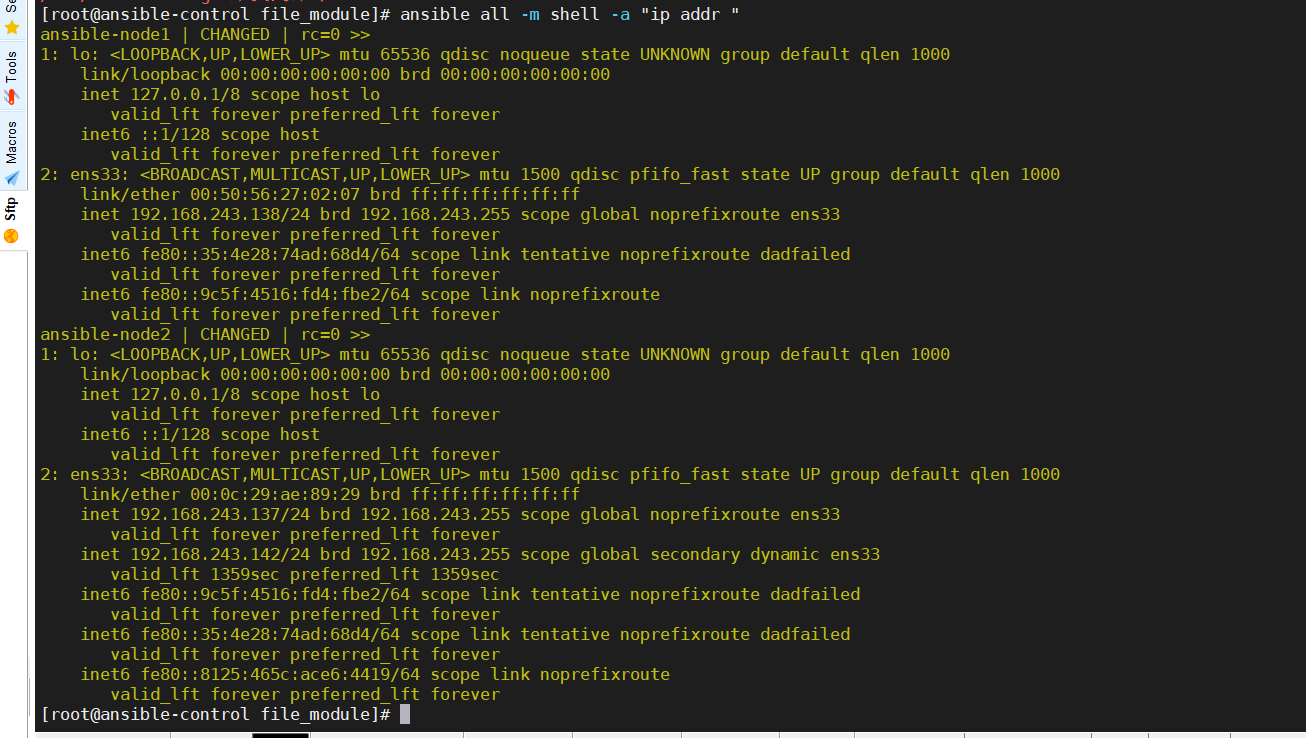 Se
Tools
Macros
Sftp
[root@ansible-control file_module]# ansible all -m shell -a "ip addr "
ansible-node1 | CHANGED | rc=0 >>
1: lo: <LOOPBACK,UP,LOWER_UP> mtu 65536 qdisc noqueue state UNKNOWN group default qlen 1000
    link/loopback 00:00:00:00:00:00 brd 00:00:00:00:00:00
    inet 127.0.0.1/8 scope host lo
       valid_lft forever preferred_lft forever
    inet6 ::1/128 scope host
       valid_lft forever preferred_lft forever
2: ens33: <BROADCAST,MULTICAST,UP,LOWER_UP> mtu 1500 qdisc pfifo_fast state UP group default qlen 1000
    link/ether 00:50:56:27:02:07 brd ff:ff:ff:ff:ff:ff
    inet 192.168.243.138/24 brd 192.168.243.255 scope global noprefixroute ens33
       valid_lft forever preferred_lft forever
    inet6 fe80::35:4e28:74ad:68d4/64 scope link tentative noprefixroute dadfailed
       valid_lft forever preferred_lft forever
    inet6 fe80::9c5f:4516:fd4:fbe2/64 scope link noprefixroute
       valid_lft forever preferred_lft forever
ansible-node2 | CHANGED | rc=0 >>
1: lo: <LOOPBACK,UP,LOWER_UP> mtu 65536 qdisc noqueue state UNKNOWN group default qlen 1000
    link/loopback 00:00:00:00:00:00 brd 00:00:00:00:00:00
    inet 127.0.0.1/8 scope host lo
       valid_lft forever preferred_lft forever
    inet6 ::1/128 scope host
       valid_lft forever preferred_lft forever
2: ens33: <BROADCAST,MULTICAST,UP,LOWER_UP> mtu 1500 qdisc pfifo_fast state UP group default qlen 1000
    link/ether 00:0c:29:ae:89:29 brd ff:ff:ff:ff:ff:ff
    inet 192.168.243.137/24 brd 192.168.243.255 scope global noprefixroute ens33
       valid_lft forever preferred_lft forever
    inet 192.168.243.142/24 brd 192.168.243.255 scope global secondary dynamic ens33
       valid_lft 1359sec preferred_lft 1359sec
    inet6 fe80::9c5f:4516:fd4:fbe2/64 scope link tentative noprefixroute dadfailed
       valid_lft forever preferred_lft forever
    inet6 fe80::35:4e28:74ad:68d4/64 scope link tentative noprefixroute dadfailed
       valid_lft forever preferred_lft forever
    inet6 fe80::8125:465c:ace6:4419/64 scope link noprefixroute
       valid_lft forever preferred_lft forever
[root@ansible-control file_module]#